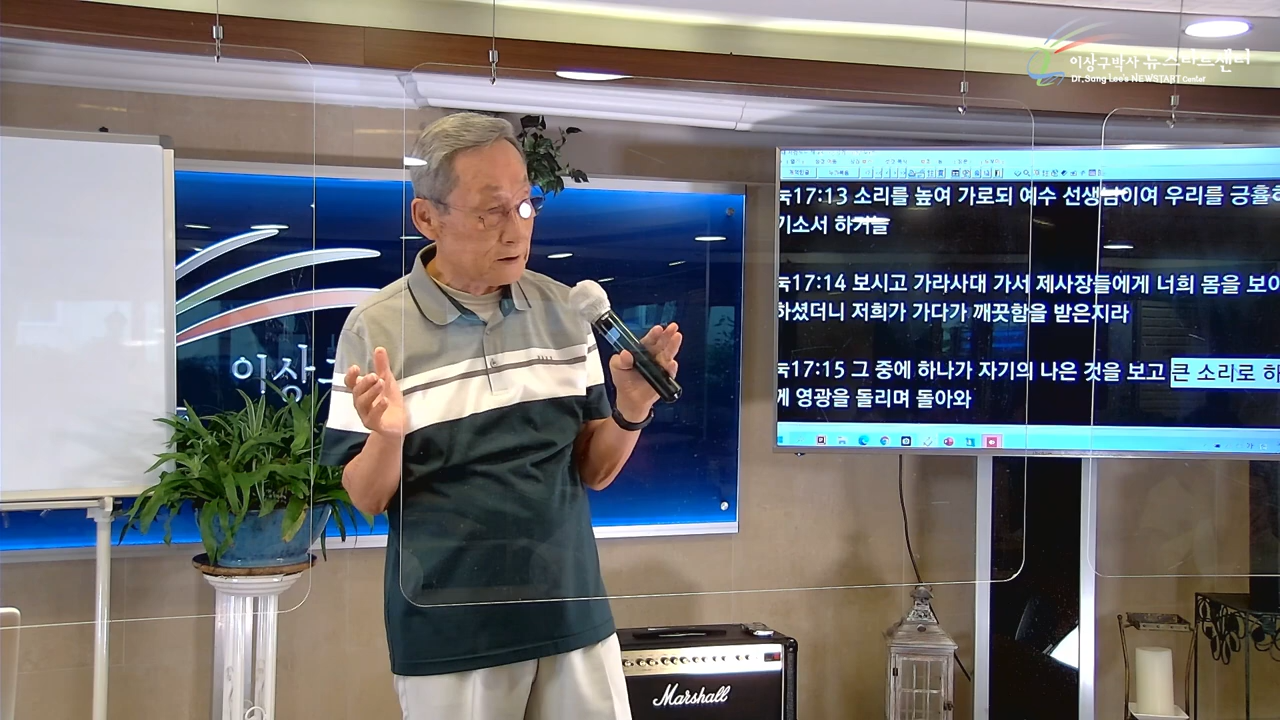 이상구박사 뉴스타트센터
Dr. Sang Lee's NEWSTART Center
눅17:13 소리를 높여 가로되 예수 선생님이여 우리를 긍휼히
기소서 하거늘
눅17:14 보시고 가라사대 가서 제사장들에게 너희 몸을 보이
하셨더니 저희가 가다가 깨끗함을 받은지라
눅17:15 그 중에 하나가 자기의 나은 것을 보고 큰 소리로 하
께 영광을 돌리며 돌아와
이상
Marshall